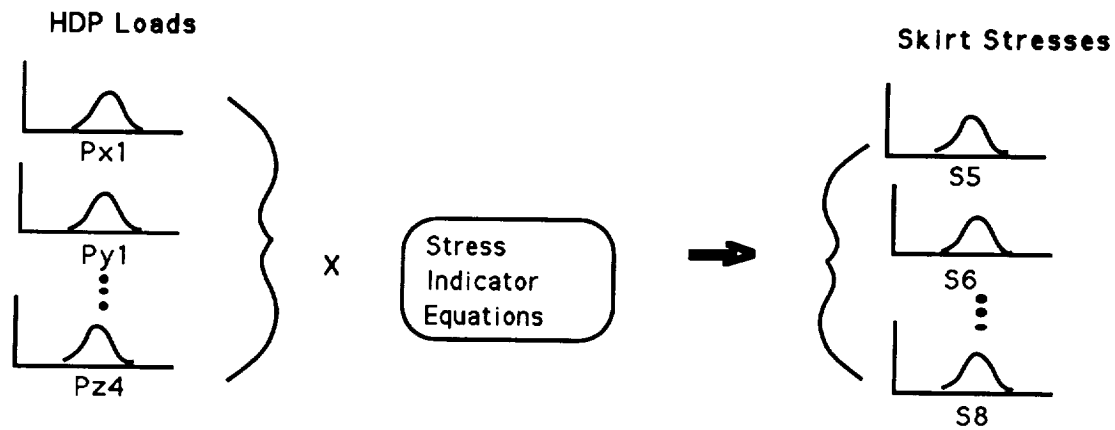 HDP Loads
Px1
Py1
Pz4
X
Stress
Indicator
Equations
Skirt Stresses
S5
S6
S8